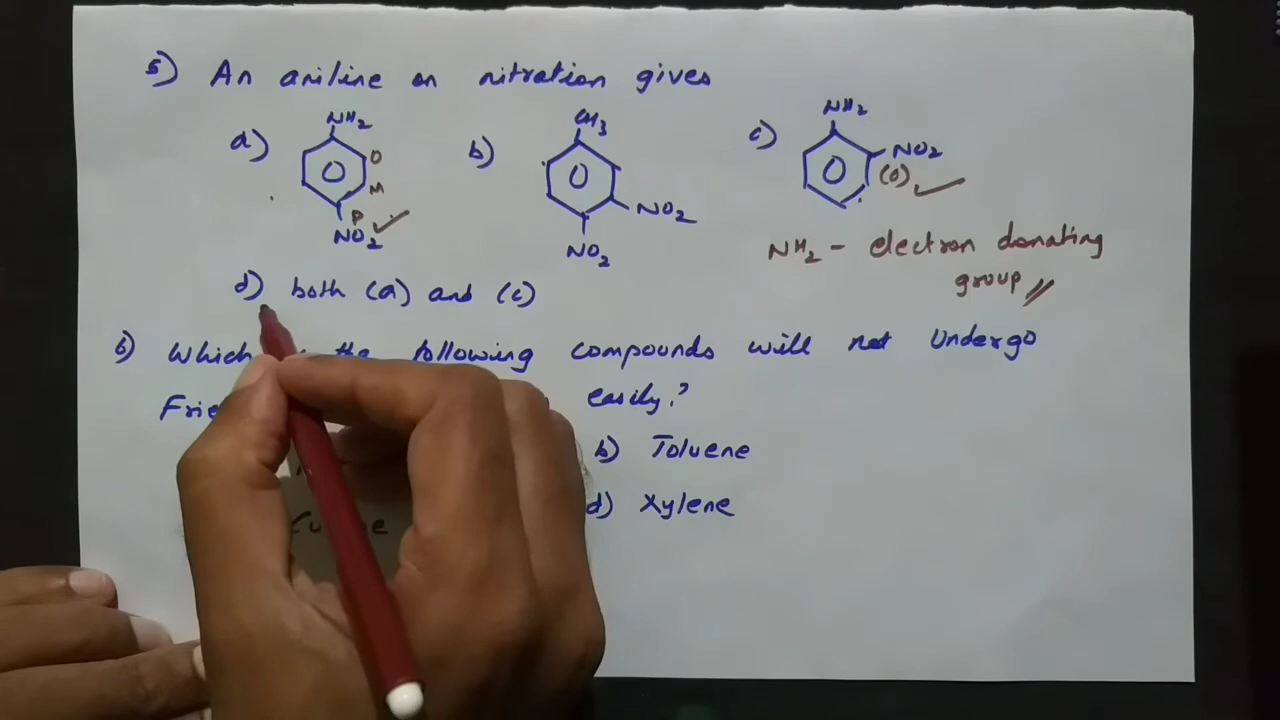 5) An aniline on nitration gives
a) NH2 O M P NO2
b) CH3 NO2 NO2
c) NH2 NO2 (O)
NH2 - electron donating
group
d) both (a) and (c)
6) Which the following compounds will not Undergo
easily?
b) Toluene
d) Xylene